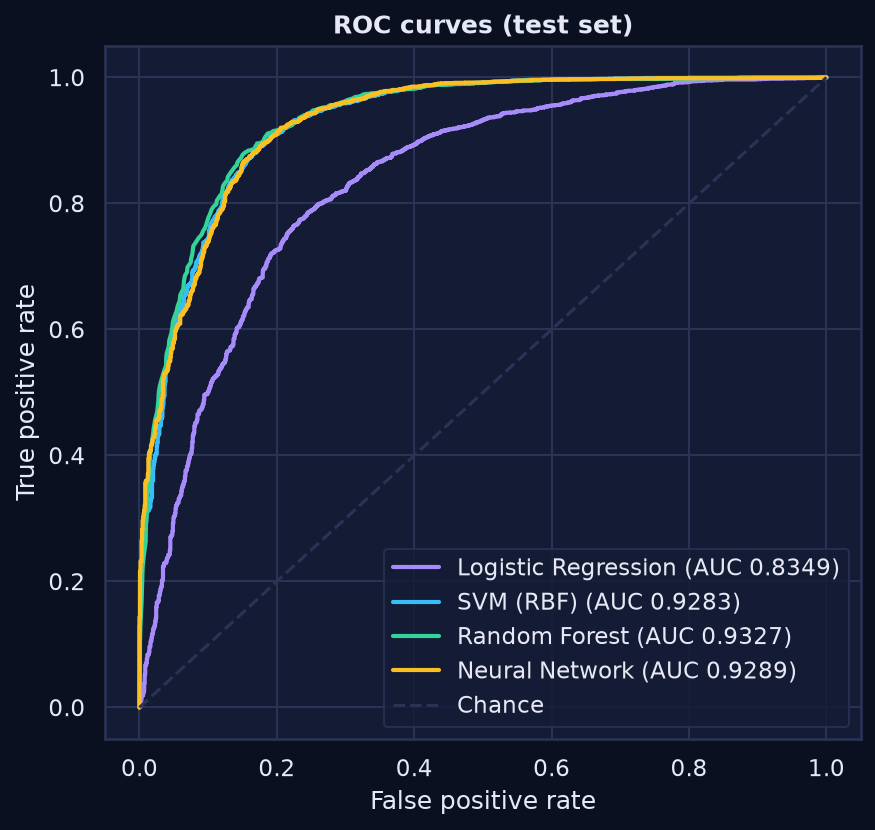 ROC curves (test set)
True positive rate
1.0
0.8
0.6
0.4
0.2
0.0
Logistic Regression (AUC 0.8349)
SVM (RBF) (AUC 0.9283)
Random Forest (AUC 0.9327)
Neural Network (AUC 0.9289)
Chance
0.0 0.2 0.4 0.6 0.8 1.0
False positive rate